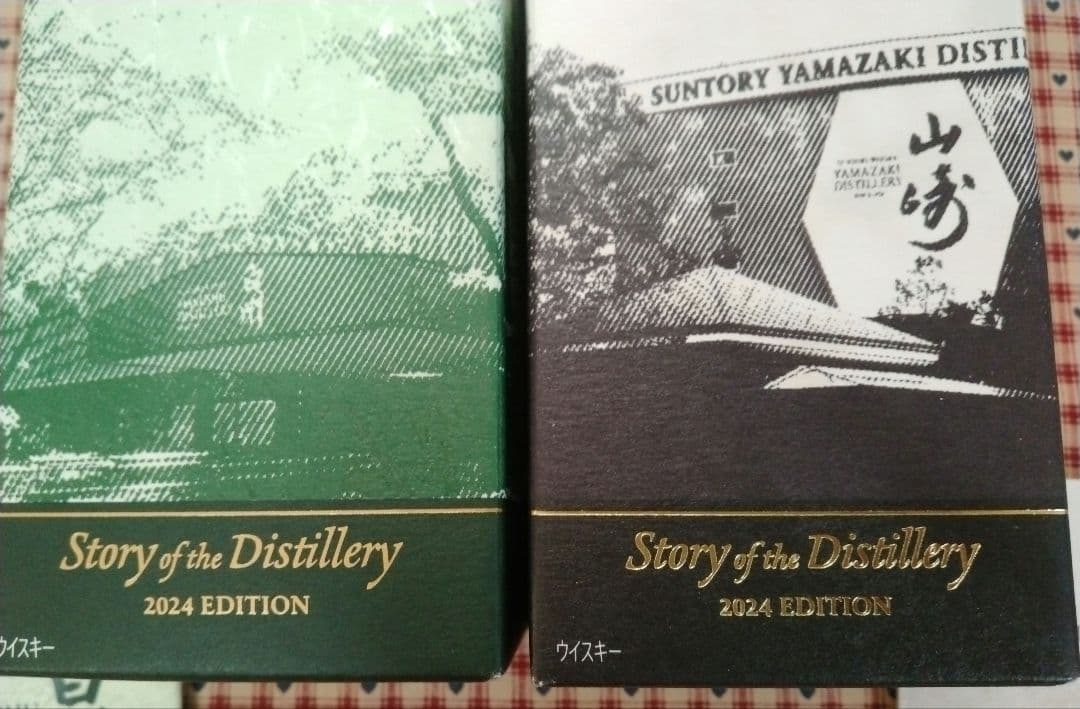 Story of the Distillery
2024 EDITION
ウイスキー
SUNTORY YAMAZAKI DISTI
山崎
YAMAZAKI
DISTILLERY
Story of the Distillery
2024 EDITION
ウイスキー